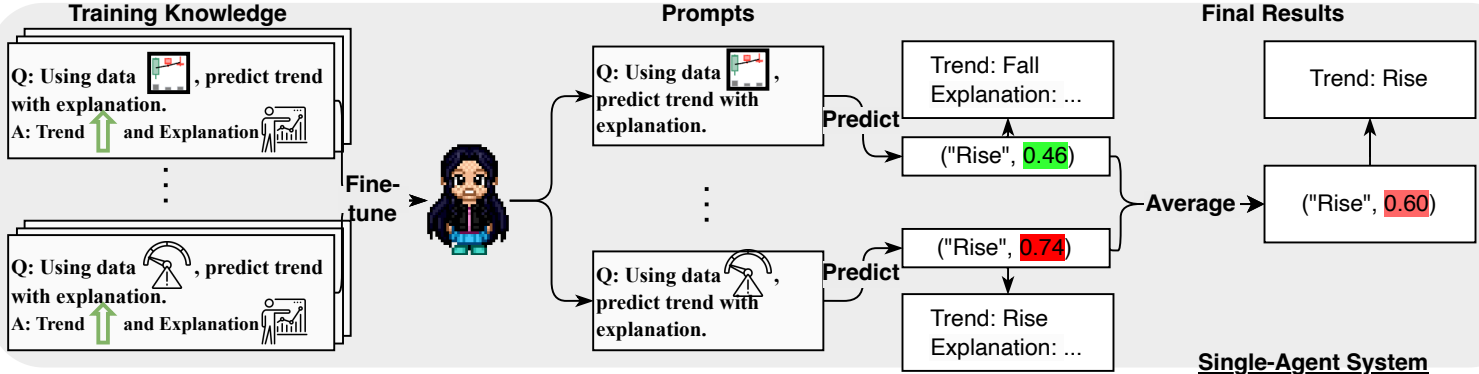 Training Knowledge
Q: Using data , predict trend
with explanation.
A: Trend and Explanation
Q: Using data , predict trend
with explanation.
A: Trend and Explanation
Fine-
tune
Prompts
Q: Using data ,
predict trend with
explanation.
Q: Using data ,
predict trend with
explanation.
Predict
Predict
Trend: Fall
Explanation: ...
("Rise", 0.46)
("Rise", 0.74)
Trend: Rise
Explanation: ...
Average
Final Results
Trend: Rise
("Rise", 0.60)
Single-Agent System